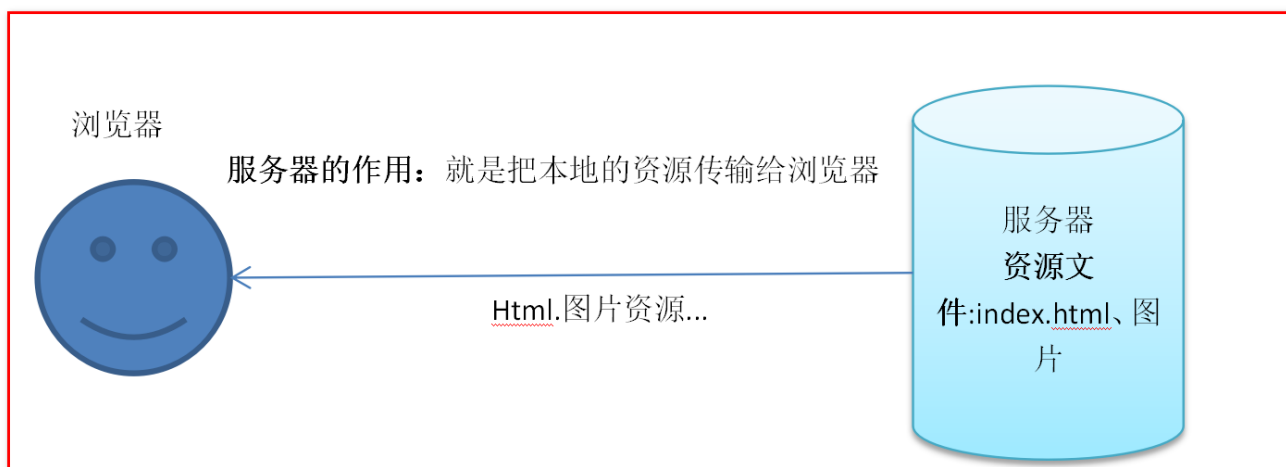 浏览器
服务器的作用：就是把本地的资源传输给浏览器
Html.图片资源...
服务器
资源文
件:index.html、图
片